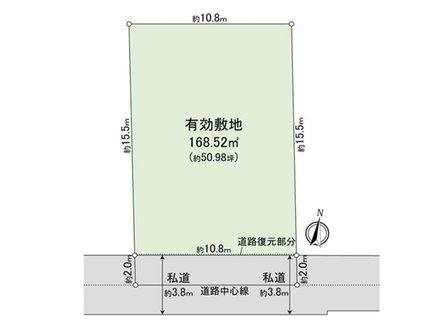 約10.8m
約15.5m
有効敷地
168.52㎡
(約50.98坪)
約15.5m
N
道路復元部分
約10.8m
約2.0m
私道
私道
約2.0m
約3.8m
道路中心線
約3.8m